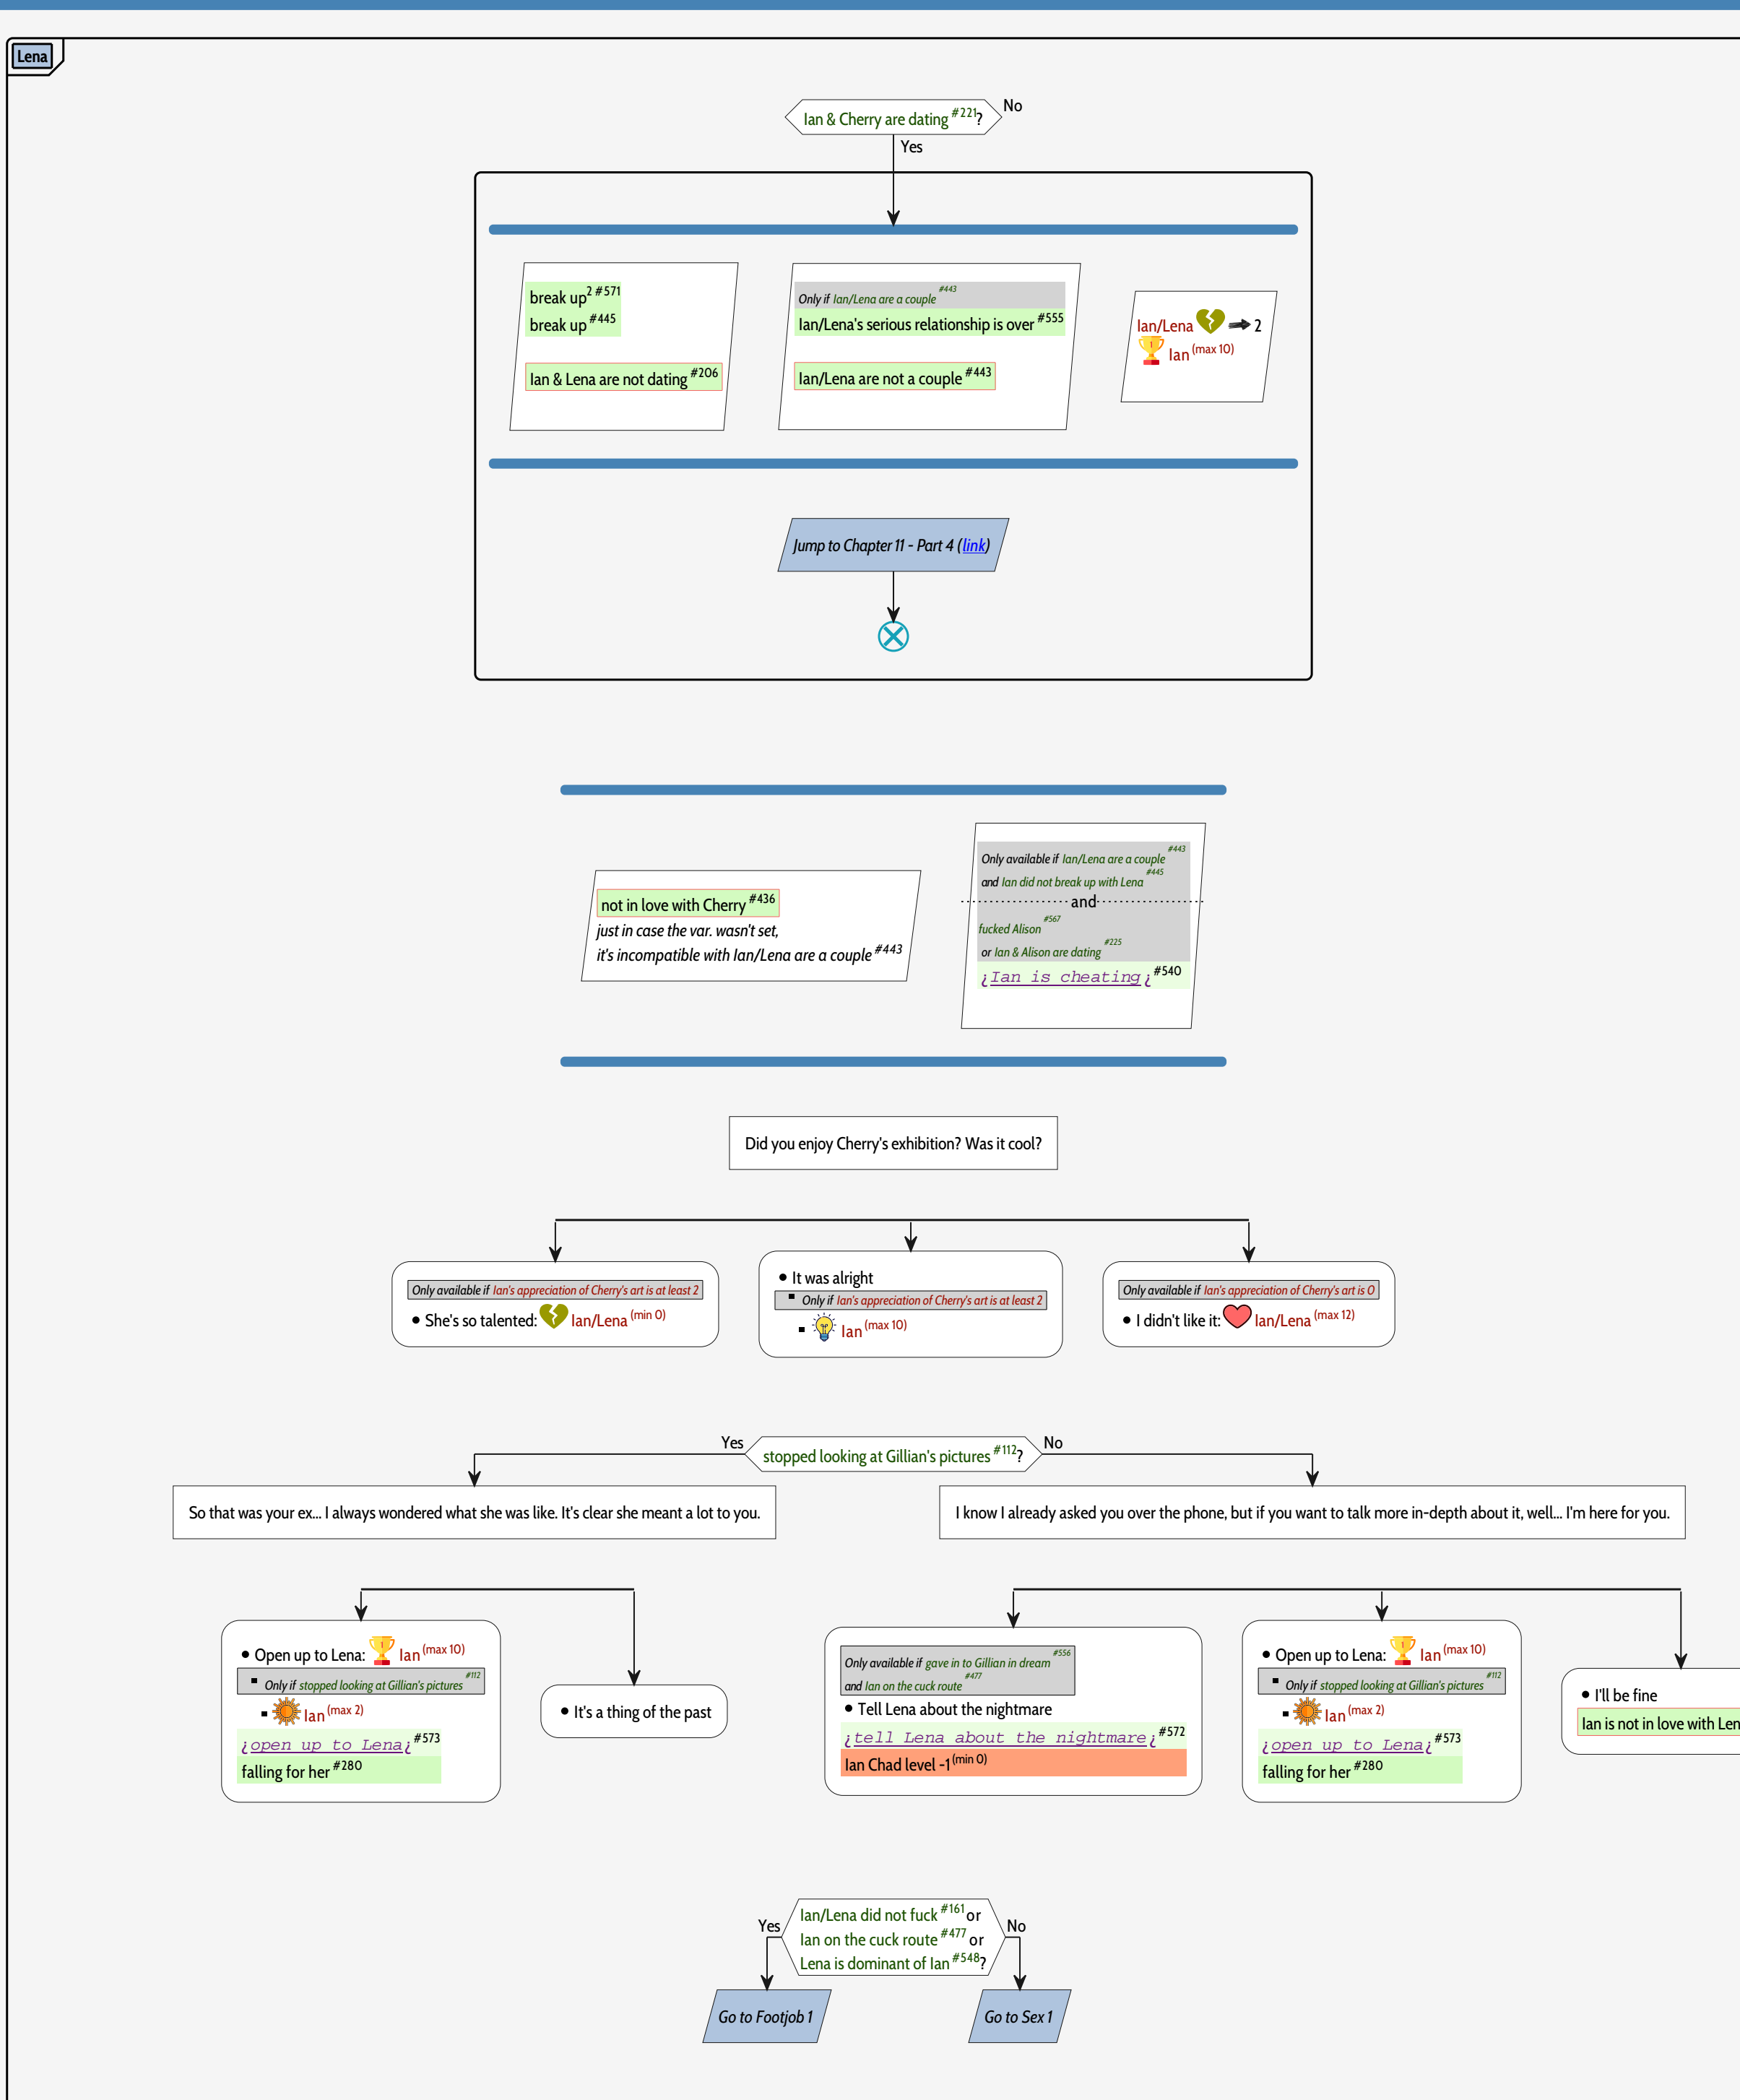 Lena
Ian & Cherry are dating #221?
No
Yes
break up2 #571
break up #445
Ian & Lena are not dating #206
Only if Ian/Lena are a couple #443
Ian/Lena's serious relationship is over #555
Ian/Lena are not a couple #443
Ian/Lena 2
1 Ian (max 10)
Jump to Chapter 11 - Part 4 (link)
not in love with Cherry #436
just in case the var. wasn't set,
it's incompatible with Ian/Lena are a couple #443
Only available if Ian/Lena are a couple #443
and Ian did not break up with Lena #445
and
fucked Alison #567
or Ian & Alison are dating #225
¿Ian is cheating¿ #540
Did you enjoy Cherry's exhibition? Was it cool?
Only available if Ian's appreciation of Cherry's art is at least 2
• She's so talented: Ian/Lena (min 0)
• It was alright
▪ Only if Ian's appreciation of Cherry's art is at least 2
▪ Ian (max 10)
Only available if Ian's appreciation of Cherry's art is 0
• I didn't like it: Ian/Lena (max 12)
Yes
stopped looking at Gillian's pictures #112?
No
So that was your ex... I always wondered what she was like. It's clear she meant a lot to you.
I know I already asked you over the phone, but if you want to talk more in-depth about it, well... I'm here for you.
• Open up to Lena: 1 Ian (max 10)
▪ Only if stopped looking at Gillian's pictures #112
▪ Ian (max 2)
¿open up to Lena¿ #573
falling for her #280
• It's a thing of the past
Only available if gave in to Gillian in dream #556
and Ian on the cuck route #477
• Tell Lena about the nightmare
¿tell Lena about the nightmare¿ #572
Ian Chad level -1 (min 0)
• Open up to Lena: 1 Ian (max 10)
▪ Only if stopped looking at Gillian's pictures #112
▪ Ian (max 2)
¿open up to Lena¿ #573
falling for her #280
• I'll be fine
Ian is not in love with Len
Yes
Ian/Lena did not fuck #161 or
Ian on the cuck route #477 or
Lena is dominant of Ian #548?
No
Go to Footjob 1
Go to Sex 1